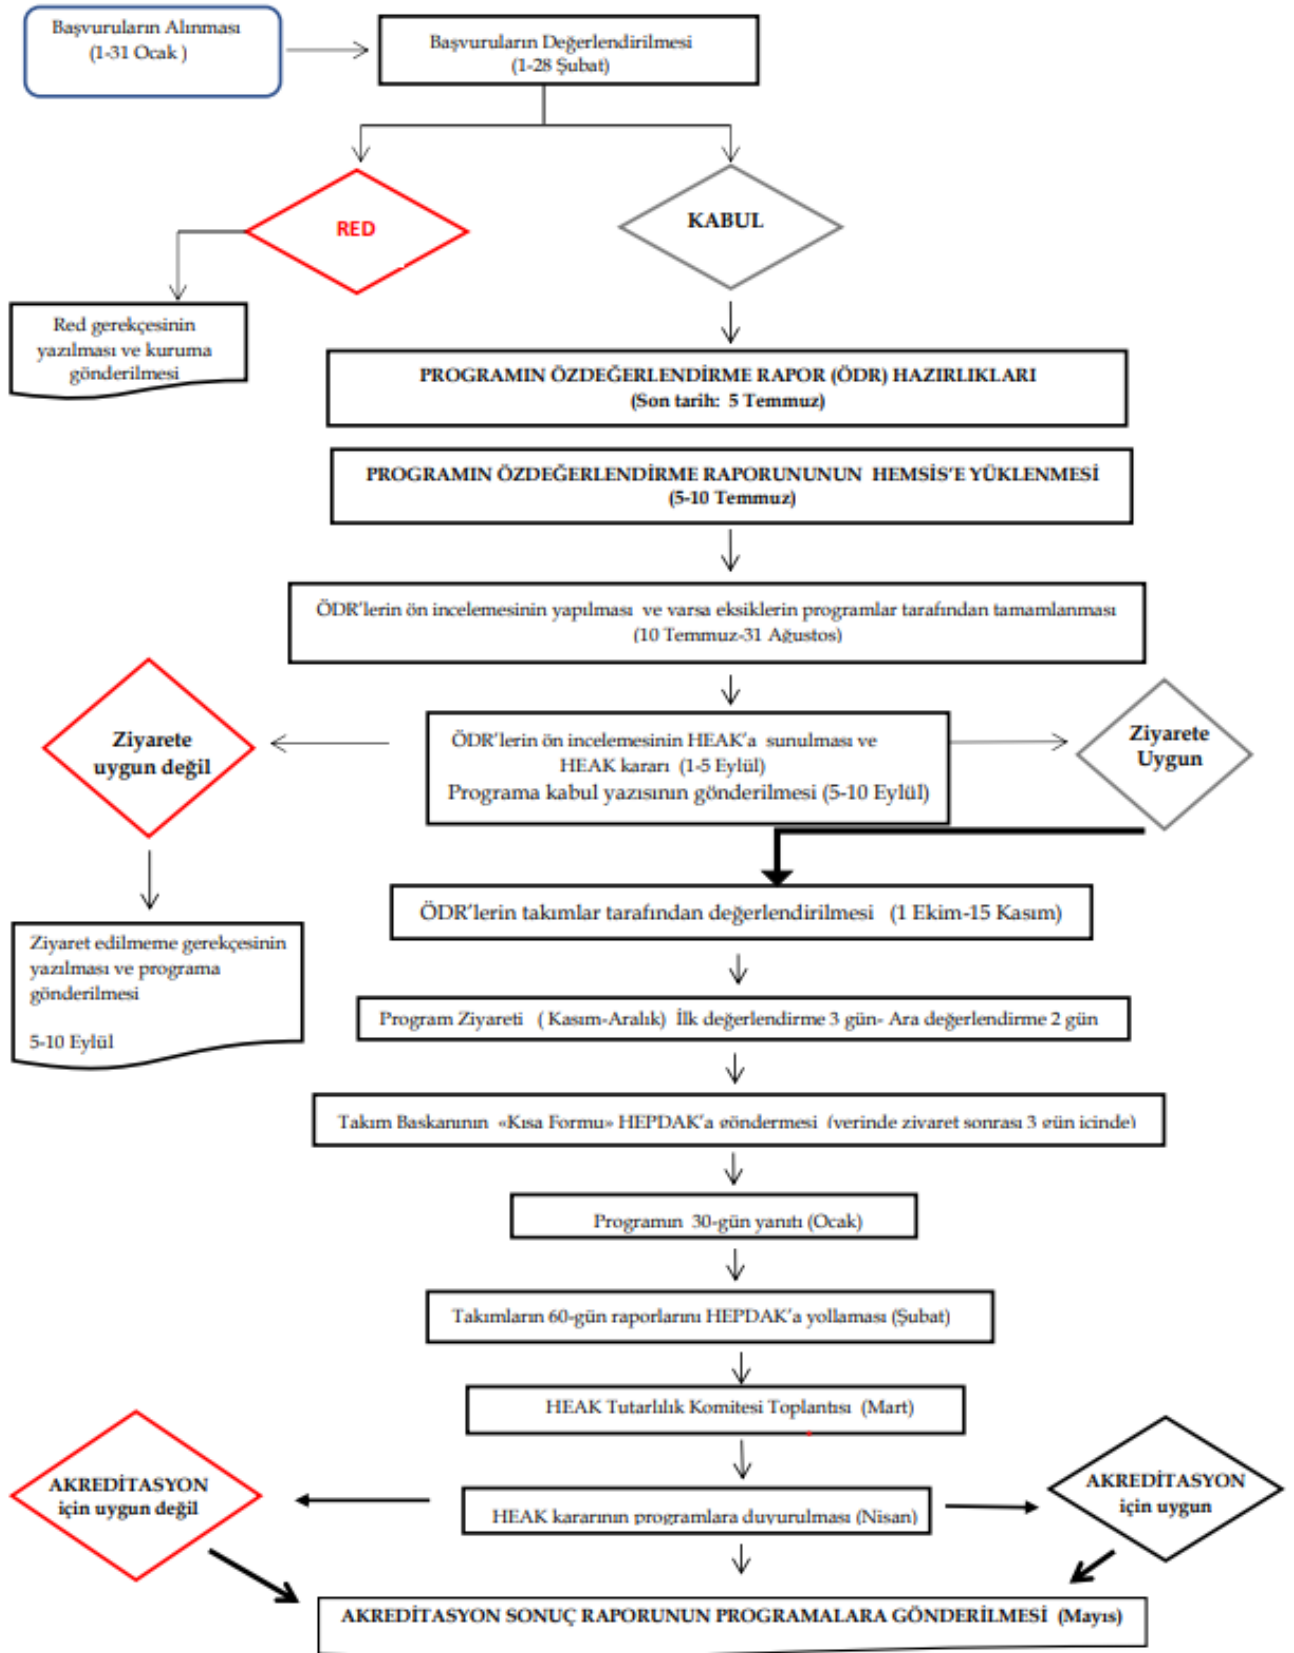 Başvuruların Alınması
(1-31 Ocak )
Başvuruların Değerlendirilmesi
(1-28 Şubat)
RED
KABUL
Red gerekçesinin
yazılması ve kuruma
gönderilmesi
PROGRAMIN ÖZDEĞERLENDİRME RAPOR (ÖDR) HAZIRLIKLARI
(Son tarih: 5 Temmuz)
PROGRAMIN ÖZDEĞERLENDİRME RAPORUNUNUN HEMSİS'E YÜKLENMESİ
(5-10 Temmuz)
ÖDR'lerin ön incelemesinin yapılması ve varsa eksiklerin programlar tarafından tamamlanması
(10 Temmuz-31 Ağustos)
Ziyarete
uygun değil
ÖDR'lerin ön incelemesinin HEAK'a sunulması ve
HEAK kararı (1-5 Eylül)
Programa kabul yazısının gönderilmesi (5-10 Eylül)
Ziyarete
Uygun
ÖDR'lerin takımlar tarafından değerlendirilmesi (1 Ekim-15 Kasım)
Ziyaret edilmeme gerekçesinin
yazılması ve programa
gönderilmesi
5-10 Eylül
Program Ziyareti ( Kasım-Aralık) İlk değerlendirme 3 gün- Ara değerlendirme 2 gün
Takım Baskanının «Kısa Formu» HEPDAK'a göndermesi (yerinde ziyaret sonrası 3 gün içinde)
Programın 30-gün yanıtı (Ocak)
Takımların 60-gün raporlarını HEPDAK'a yollaması (Şubat)
HEAK Tutarlılık Komitesi Toplantısı (Mart)
AKREDİTASYON
için uygun değil
HEAK kararının programlara duyurulması (Nisan)
AKREDİTASYON
için uygun
AKREDİTASYON SONUÇ RAPORUNUN PROGRAMALARA GÖNDERİLMESİ (Mayıs)